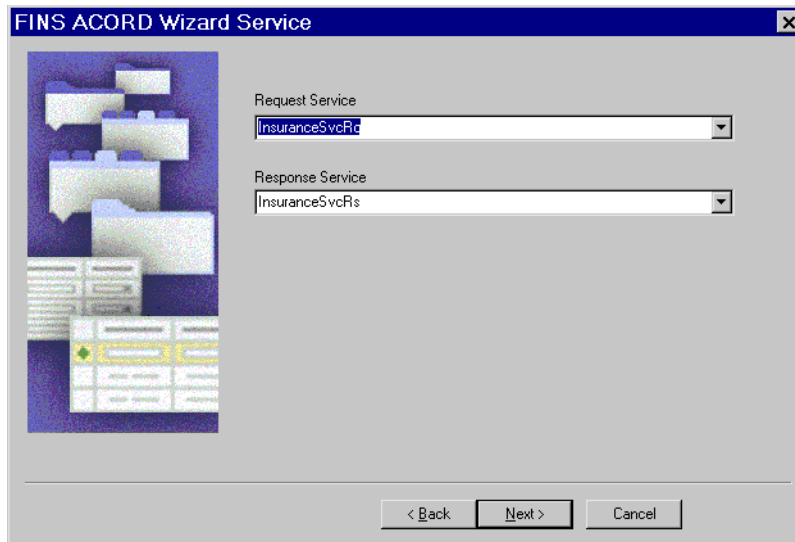 FINS ACORD Wizard Service
Request Service
InsuranceSvcRq
Response Service
InsuranceSvcRs
< Back
Next >
Cancel